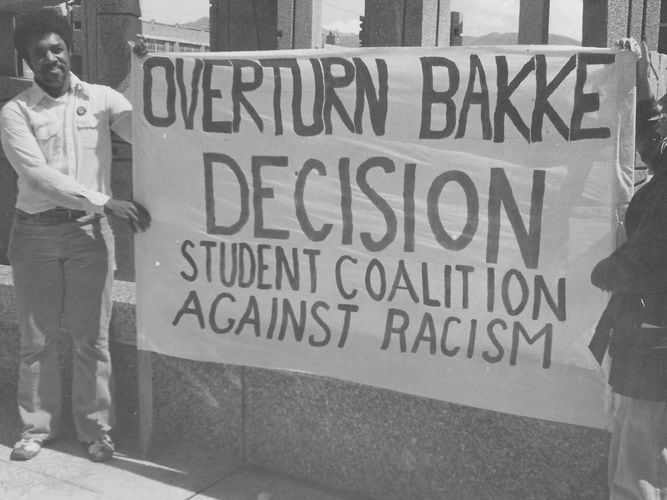 OVERTURN BAKKE
DECISION
STUDENT COALITION
AGAINST RACISM